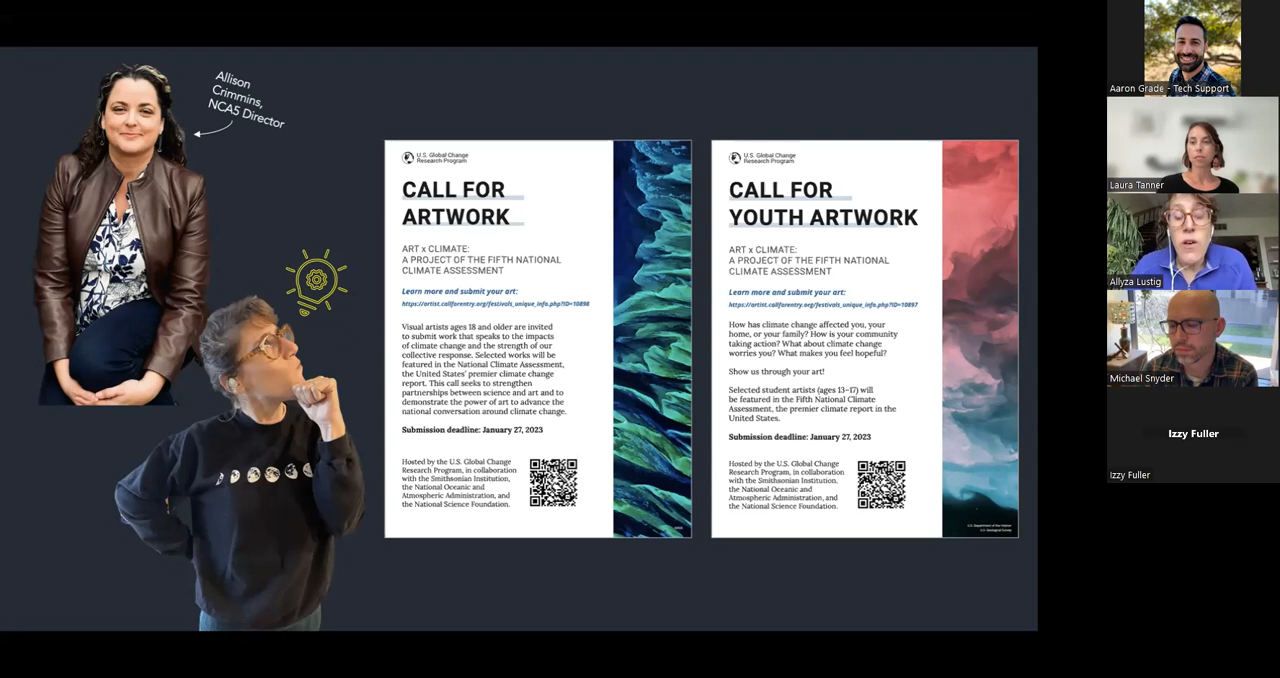 Allison
Crimmins,
NCA5 Director
U.S. Global Change
Research Program
CALL FOR
ARTWORK
ART x CLIMATE:
A PROJECT OF THE FIFTH NATIONAL
CLIMATE ASSESSMENT
Learn more and submit your art:
https://artist.callforentry.org/festivals_unique_info.php?ID=10898
Visual artists ages 18 and older are invited
to submit work that speaks to the impacts
of climate change and the strength of our
collective response. Selected works will be
featured in the National Climate Assessment,
the United States' premier climate change
report. This call seeks to strengthen
partnerships between science and art and to
demonstrate the power of art to advance the
national conversation around climate change.
Submission deadline: January 27, 2023
Hosted by the U.S. Global Change
Research Program, in collaboration
with the Smithsonian Institution,
the National Oceanic and
Atmospheric Administration, and
the National Science Foundation.
U.S. Global Change
Research Program
CALL FOR
YOUTH ARTWORK
ART x CLIMATE:
A PROJECT OF THE FIFTH NATIONAL
CLIMATE ASSESSMENT
Learn more and submit your art:
https://artist.callforentry.org/festivals_unique_info.php?ID=10897
How has climate change affected you, your
home, or your family? How is your community
taking action? What about climate change
worries you? What makes you feel hopeful?
Show us through your art!
Selected student artists (ages 13–17) will
be featured in the Fifth National Climate
Assessment, the premier climate report in the
United States.
Submission deadline: January 27, 2023
Hosted by the U.S. Global Change
Research Program, in collaboration
with the Smithsonian Institution,
the National Oceanic and
Atmospheric Administration, and
the National Science Foundation.
U.S. Department of the Interior
U.S. Geological Survey
Aaron Grade - Tech Support
Laura Tanner
Allyza Lustig
Michael Snyder
Izzy Fuller
Izzy Fuller